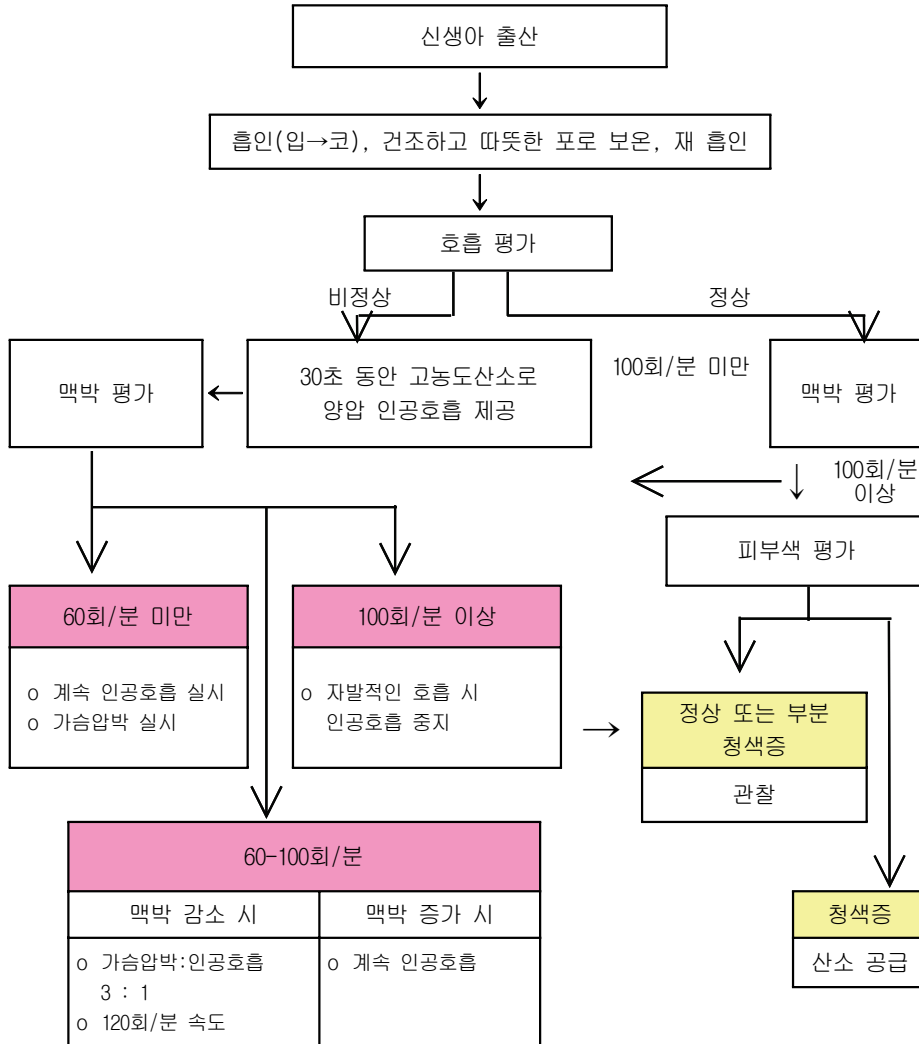 신생아 출산
흡인(입→코), 건조하고 따뜻한 포로 보온, 재 흡인
호흡 평가
비정상
정상
맥박 평가
30초 동안 고농도산소로
양압 인공호흡 제공
100회/분 미만
맥박 평가
100회/분
이상
피부색 평가
60회/분 미만
o 계속 인공호흡 실시
o 가슴압박 실시
100회/분 이상
o 자발적인 호흡 시
인공호흡 중지
정상 또는 부분
청색증
관찰
60-100회/분
맥박 감소 시
맥박 증가 시
o 가슴압박:인공호흡
3 : 1
o 120회/분 속도
o 계속 인공호흡
청색증
산소 공급